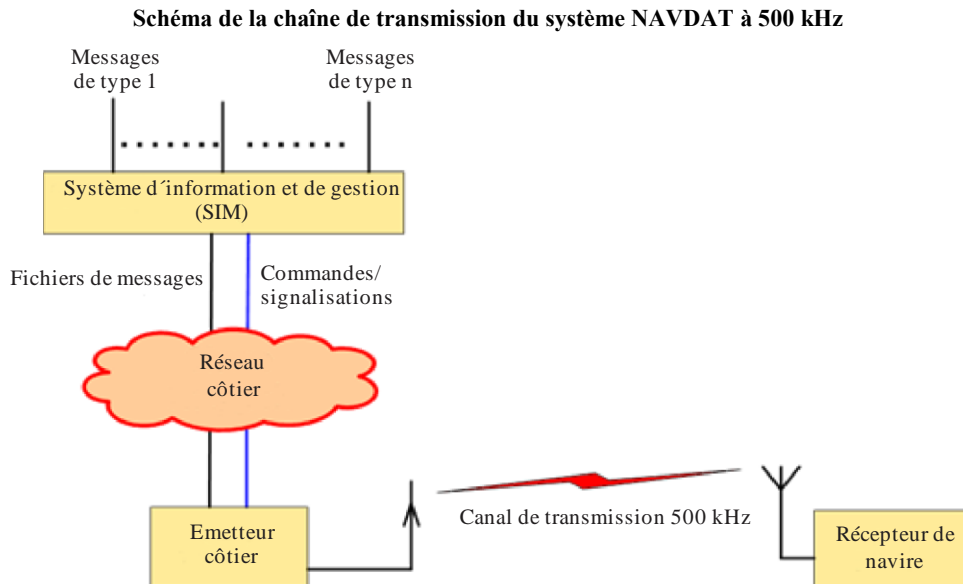 Schéma de la chaîne de transmission du système NAVDAT à 500 kHz
Messages
de type 1
Messages
de type n
Système d´information et de gestion
(SIM)
Fichiers de messages
Commandes/
signalisations
Réseau
côtier
Emetteur
côtier
Canal de transmission 500 kHz
Récepteur de
navire